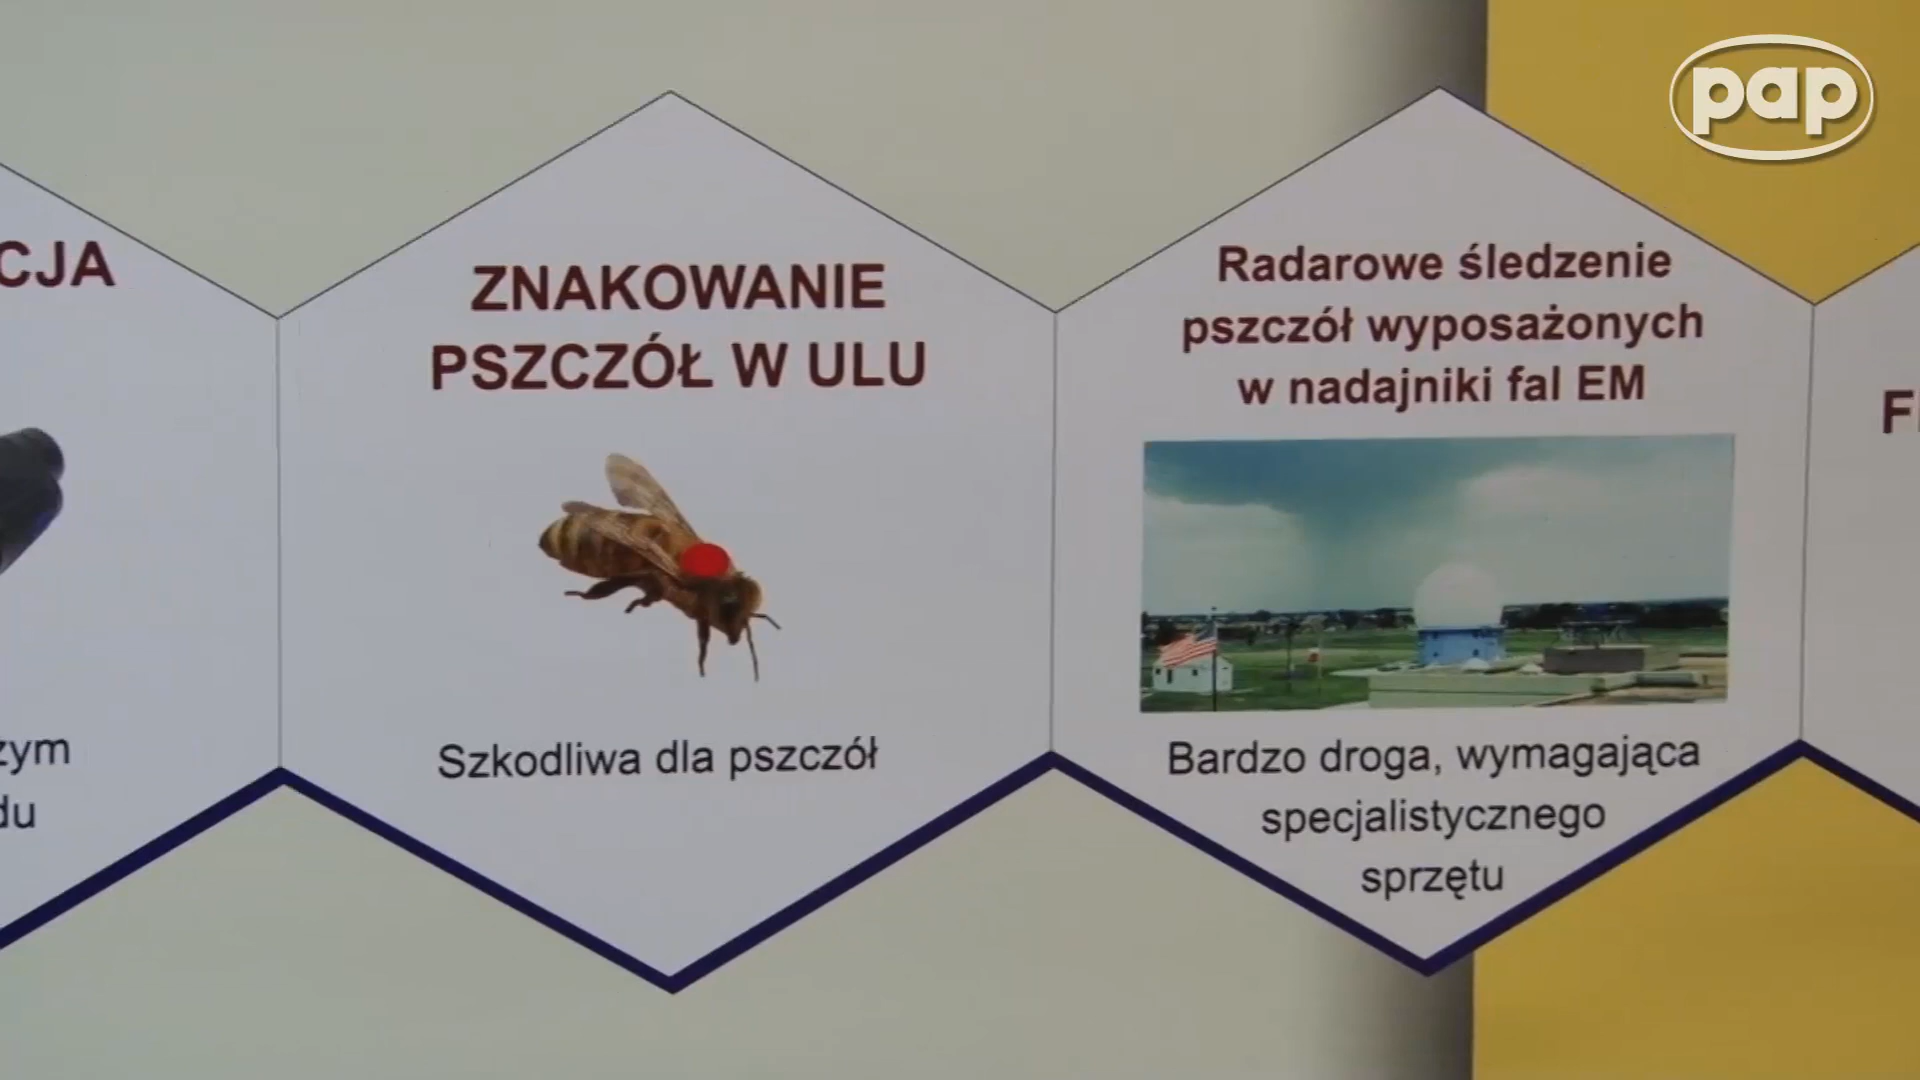 pap
CJA
zym
du
ZNAKOWANIE
PSZCZÓŁ W ULU
Szkodliwa dla pszczół
Radarowe śledzenie
pszczół wyposażonych
w nadajniki fal EM
Bardzo droga, wymagająca
specjalistycznego
sprzętu